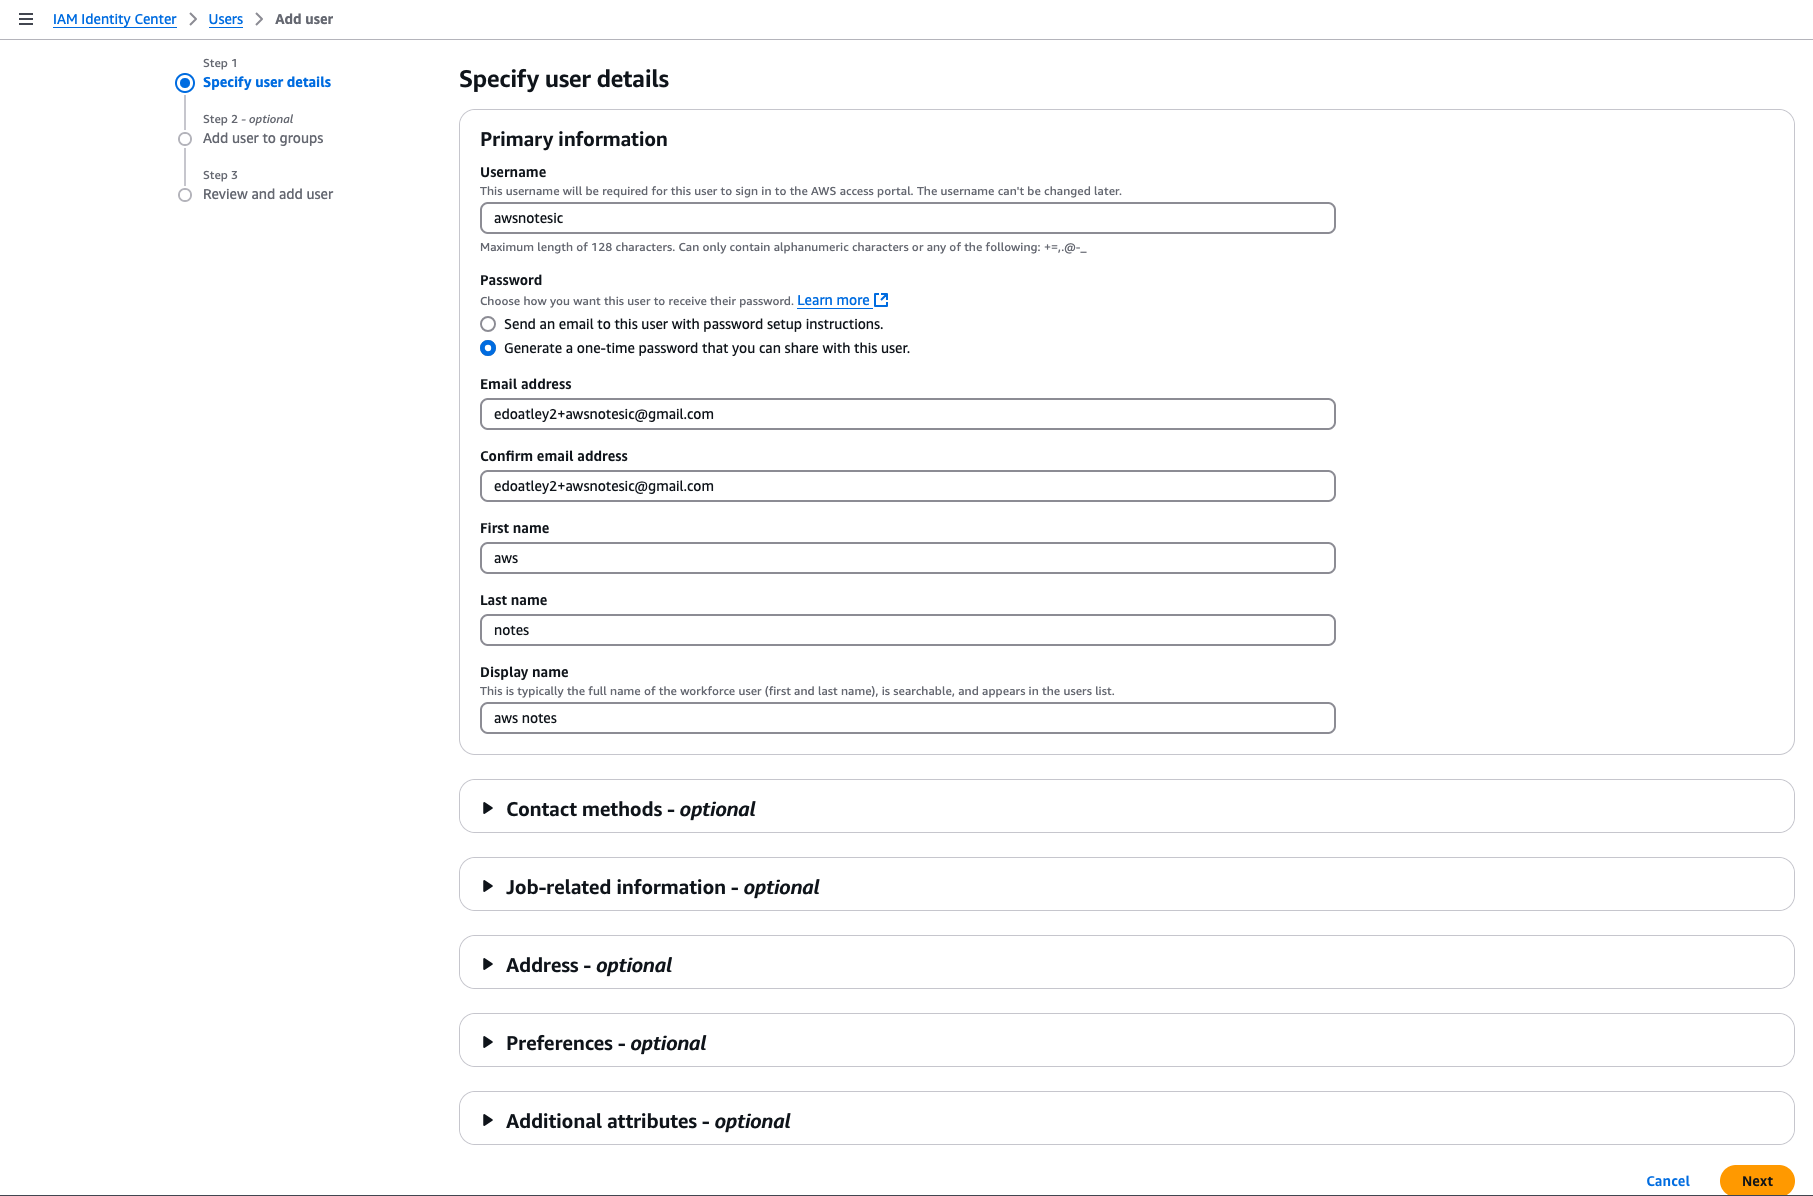 IAM Identity Center > Users > Add user
Step 1
Specify user details
Step 2 - optional
Add user to groups
Step 3
Review and add user
Specify user details
Primary information
Username
This username will be required for this user to sign in to the AWS access portal. The username can't be changed later.
awsnotesic
Maximum length of 128 characters. Can only contain alphanumeric characters or any of the following: +=,.@-_
Password
Choose how you want this user to receive their password. Learn more
Send an email to this user with password setup instructions.
Generate a one-time password that you can share with this user.
Email address
edoatley2+awsnotesic@gmail.com
Confirm email address
edoatley2+awsnotesic@gmail.com
First name
aws
Last name
notes
Display name
This is typically the full name of the workforce user (first and last name), is searchable, and appears in the users list.
aws notes
Contact methods - optional
Job-related information - optional
Address - optional
Preferences - optional
Additional attributes - optional
Cancel Next